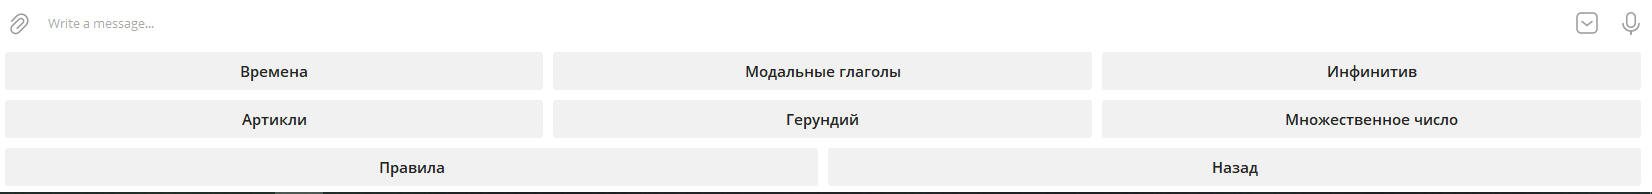 Write a message...
Времена
Модальные глаголы
Инфинитив
Артикли
Герундий
Множественное число
Правила
Назад